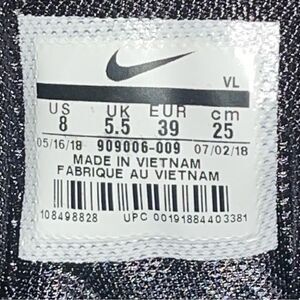 VL
US UK EUR cm
8 5.5 39 25
05/16/18 909006-009 07/02/18
MADE IN VIETNAM
FABRIQUE AU VIETNAM
108498828 UPC 00191884403381